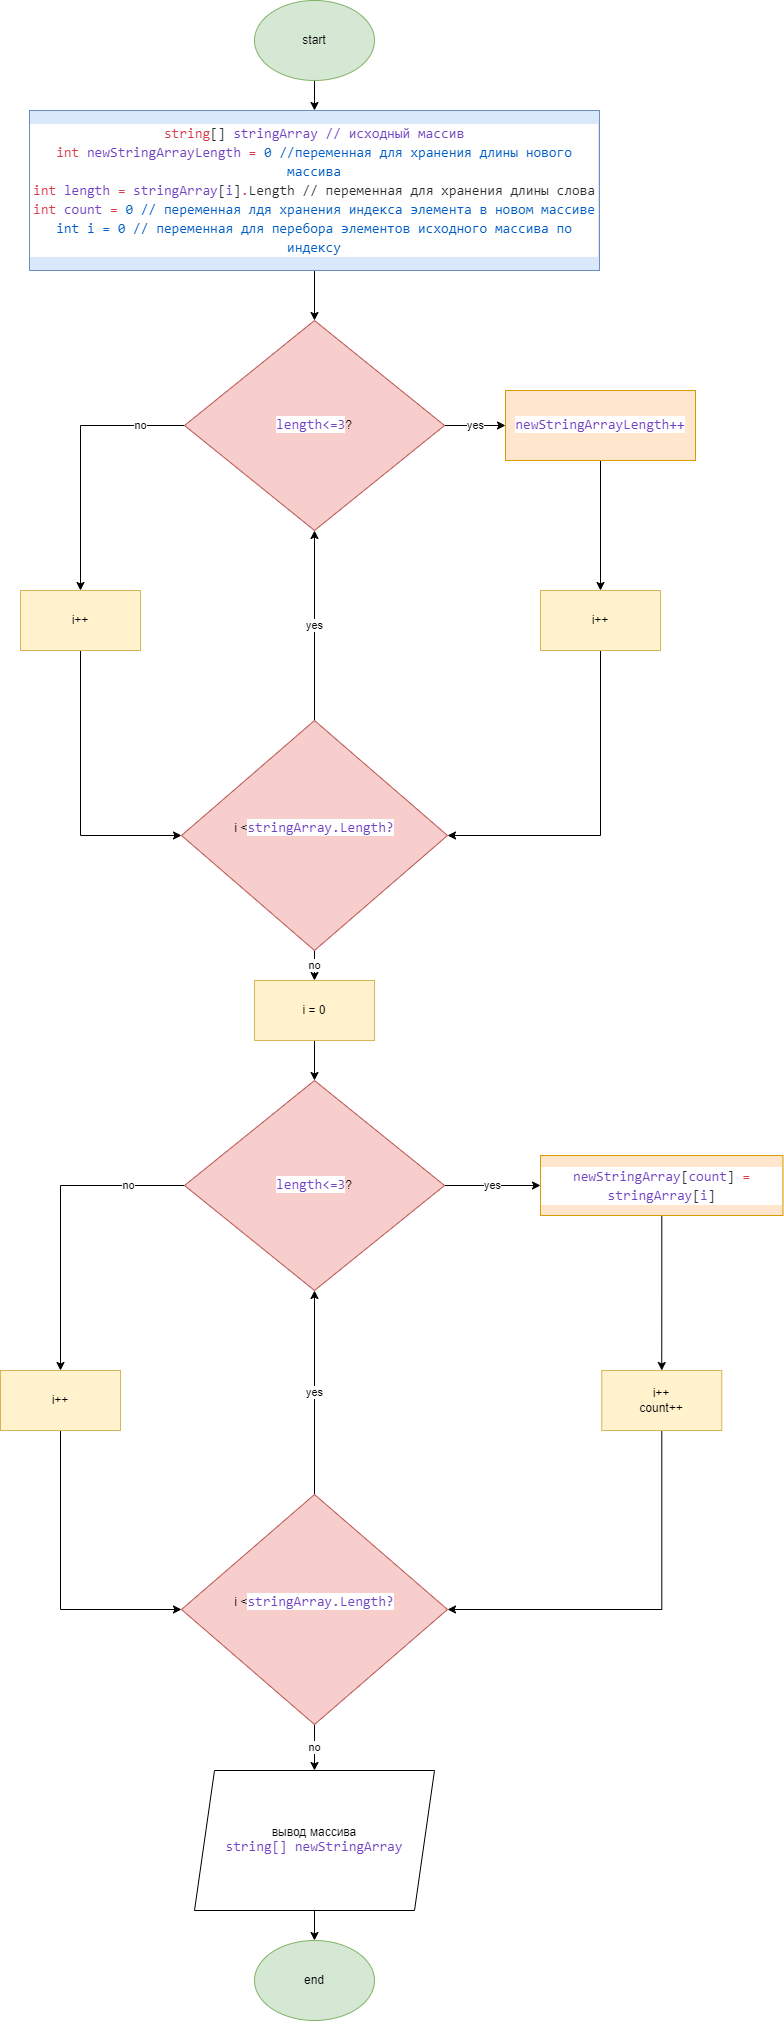 start
string[] stringArray // исходный массив
int newStringArrayLength = 0 //переменная для хранения длины нового
массива
int length = stringArray[i].Length // переменная для хранения длины слова
int count = 0 // переменная лдя хранения индекса элемента в новом массиве
int i = 0 // переменная для перебора элементов исходного массива по
индексу
length<=3?
no
yes
newStringArrayLength++
i++
yes
i++
i <stringArray.Length?
no
i = 0
length<=3?
no
yes
newStringArray[count] =
stringArray[i]
i++
yes
i++
count++
i <stringArray.Length?
no
вывод массива
string[] newStringArray
end